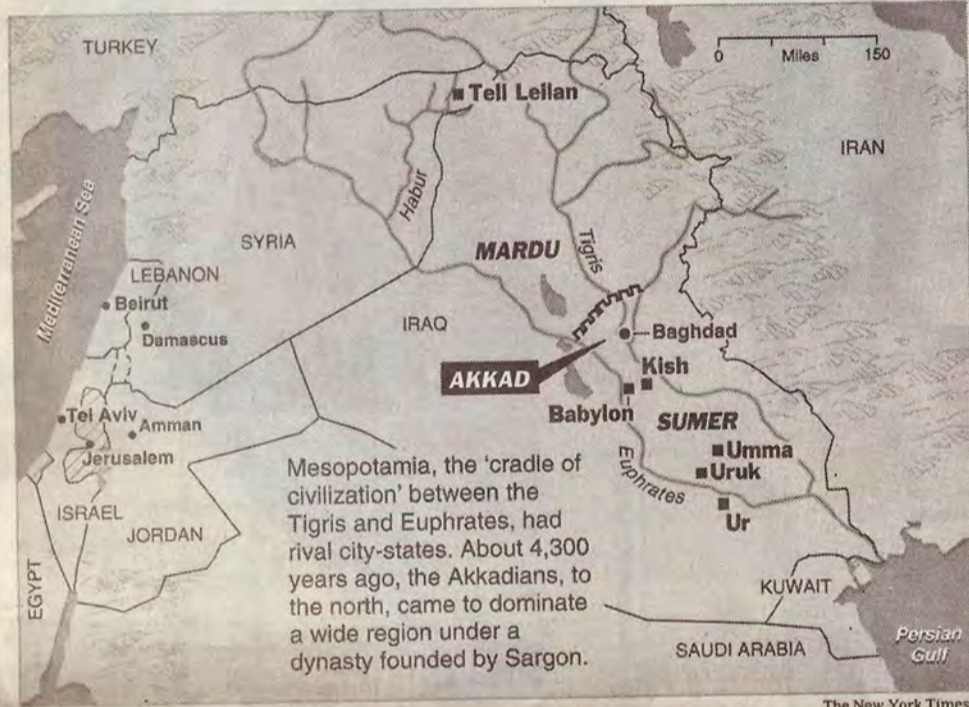 TURKEY
0 Miles 150
Tell Leilan
IRAN
Habur
Mediterranean Sea
SYRIA
MARDU
Tigris
LEBANON
Beirut
IRAQ
Damascus
Baghdad
AKKAD
Kish
Babylon
SUMER
Tel Aviv
Amman
Umma
Jerusalem
Euphrates
Uruk
Ur
ISRAEL
JORDAN
EGYPT
Mesopotamia, the 'cradle of
civilization' between the
Tigris and Euphrates, had
rival city-states. About 4,300
years ago, the Akkadians, to
the north, came to dominate
a wide region under a
dynasty founded by Sargon.
KUWAIT
SAUDI ARABIA
Persian
Gulf
The New York Times